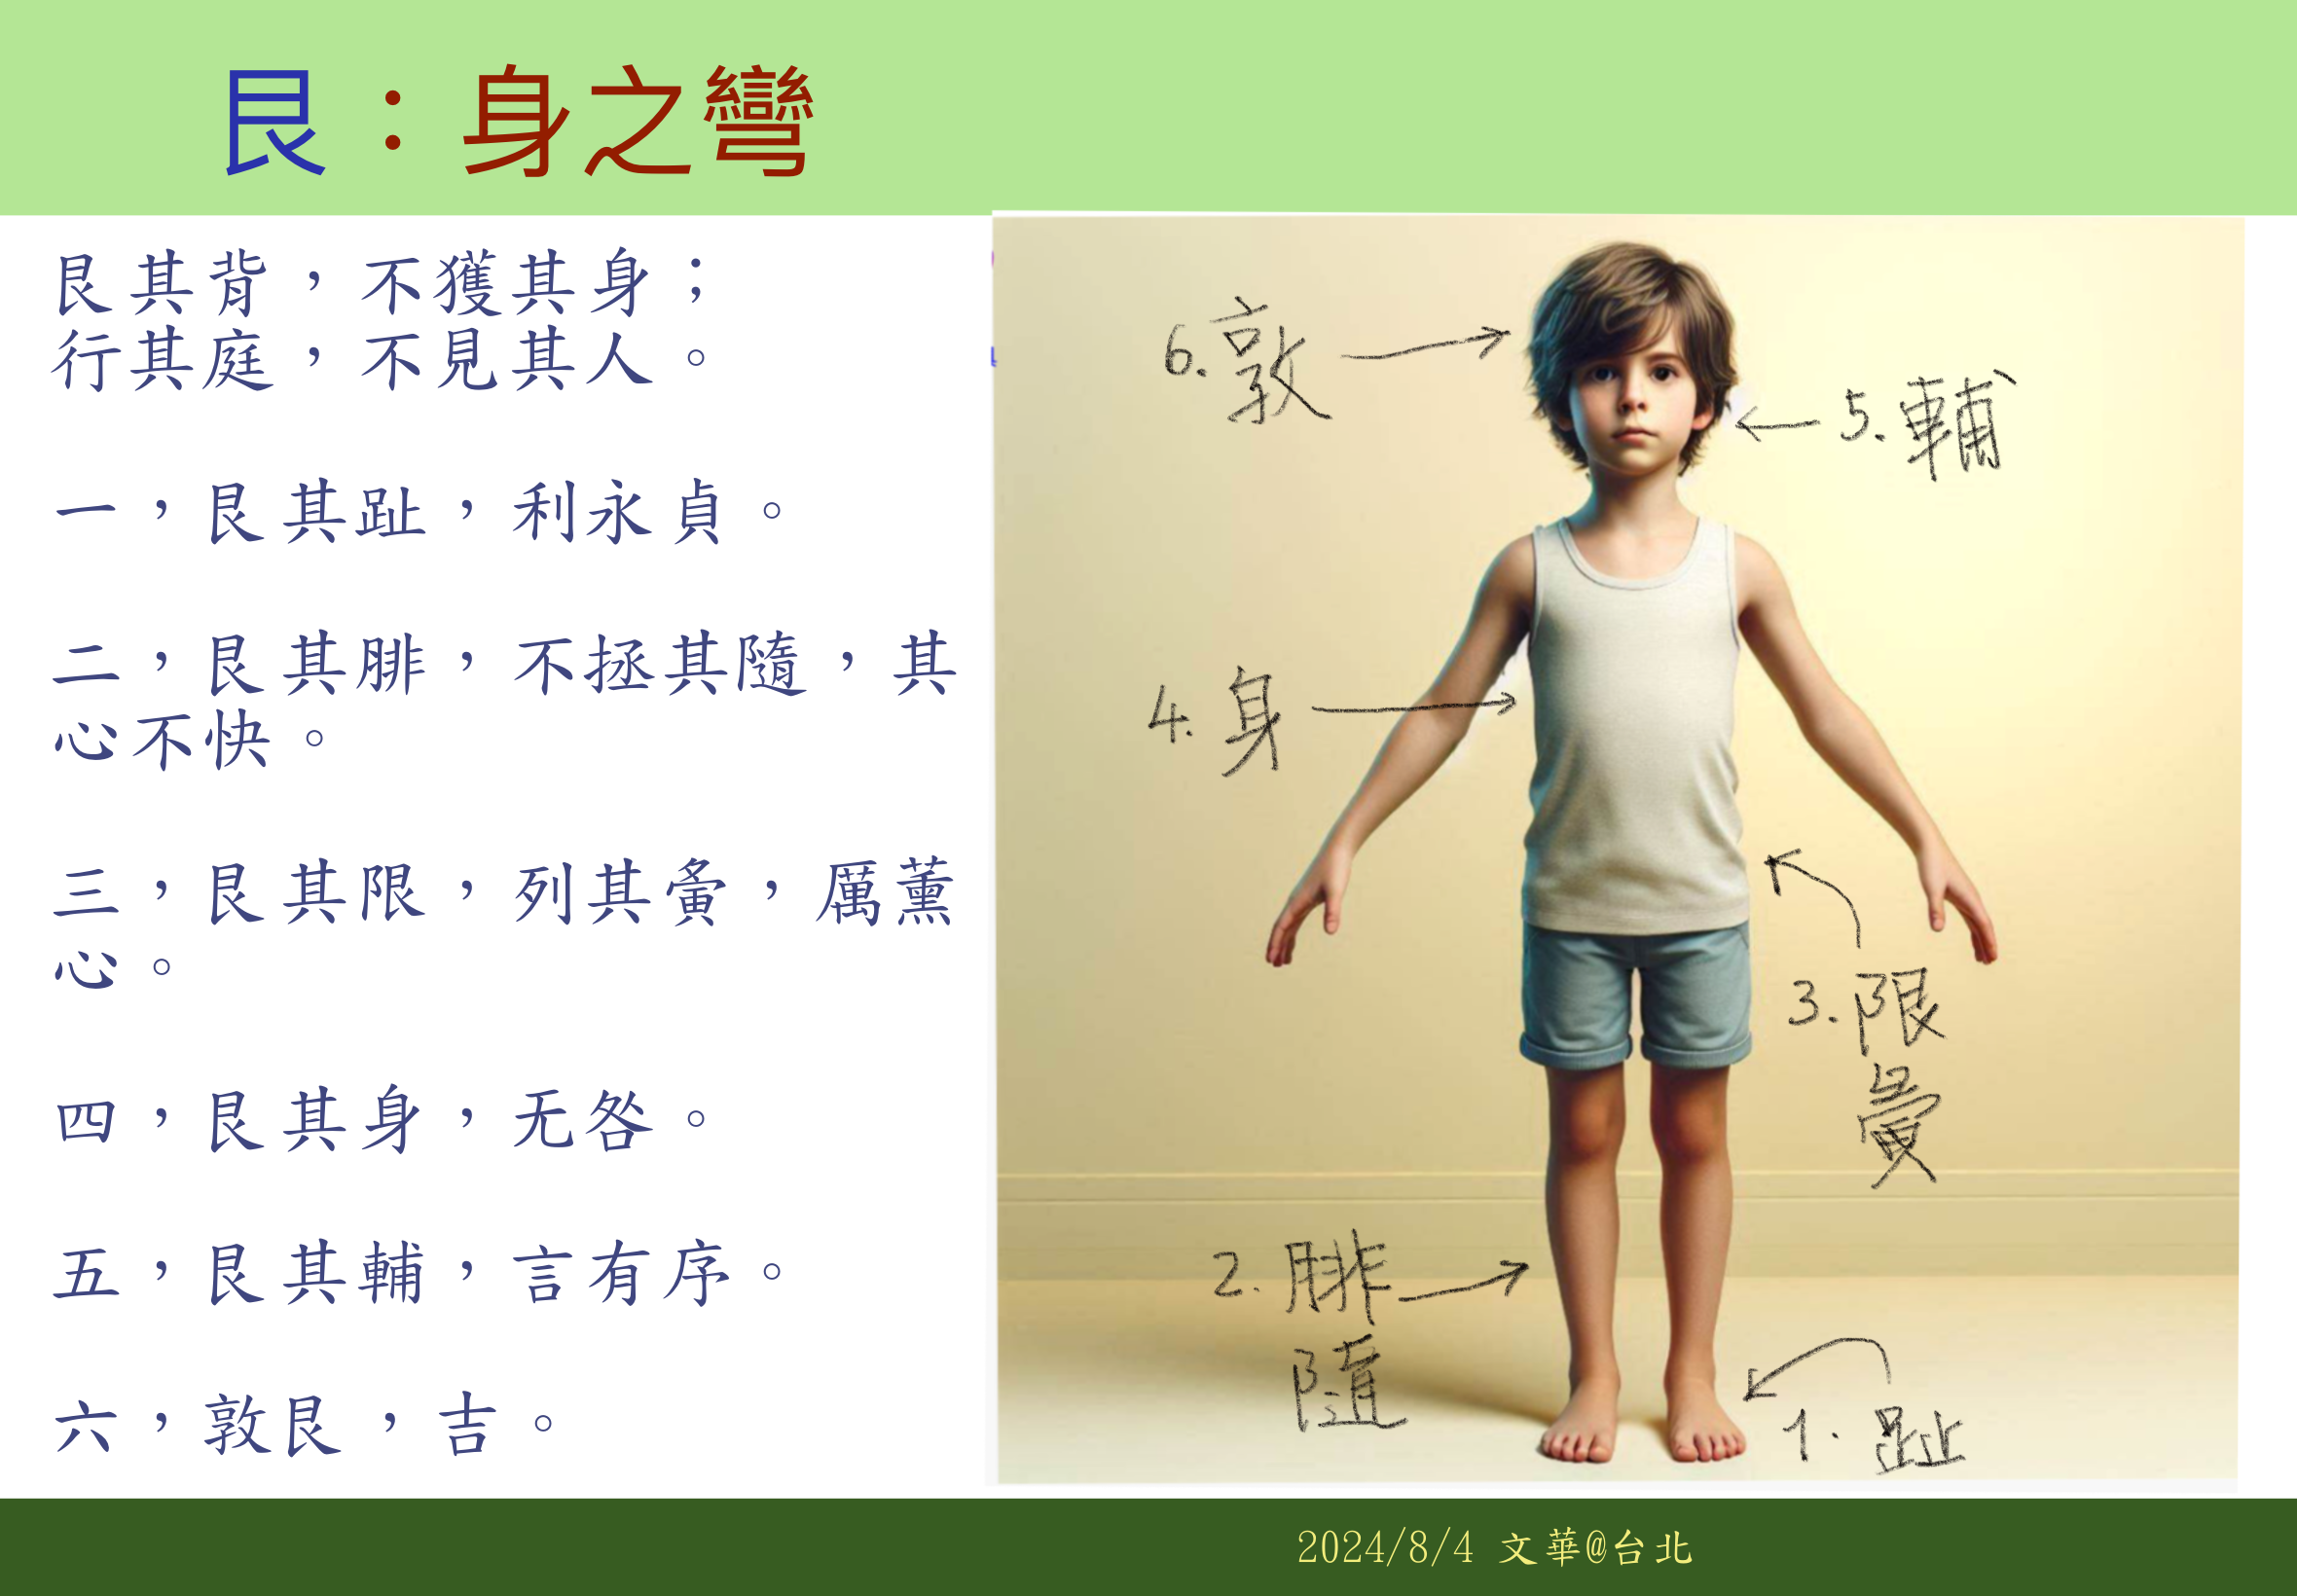 艮：身之彎
艮其背，不獲其身；
行其庭，不見其人。
一，艮其趾，利永貞。
二，艮其腓，不拯其隨，其
心不快。
三，艮其限，列其夤，厲薰
心。
四，艮其身，无咎。
五，艮其輔，言有序。
六，敦艮，吉。
6.敦
5.輔
4.身
3.限
夤
2.腓
隨
1.趾
2024/8/4 文華@台北